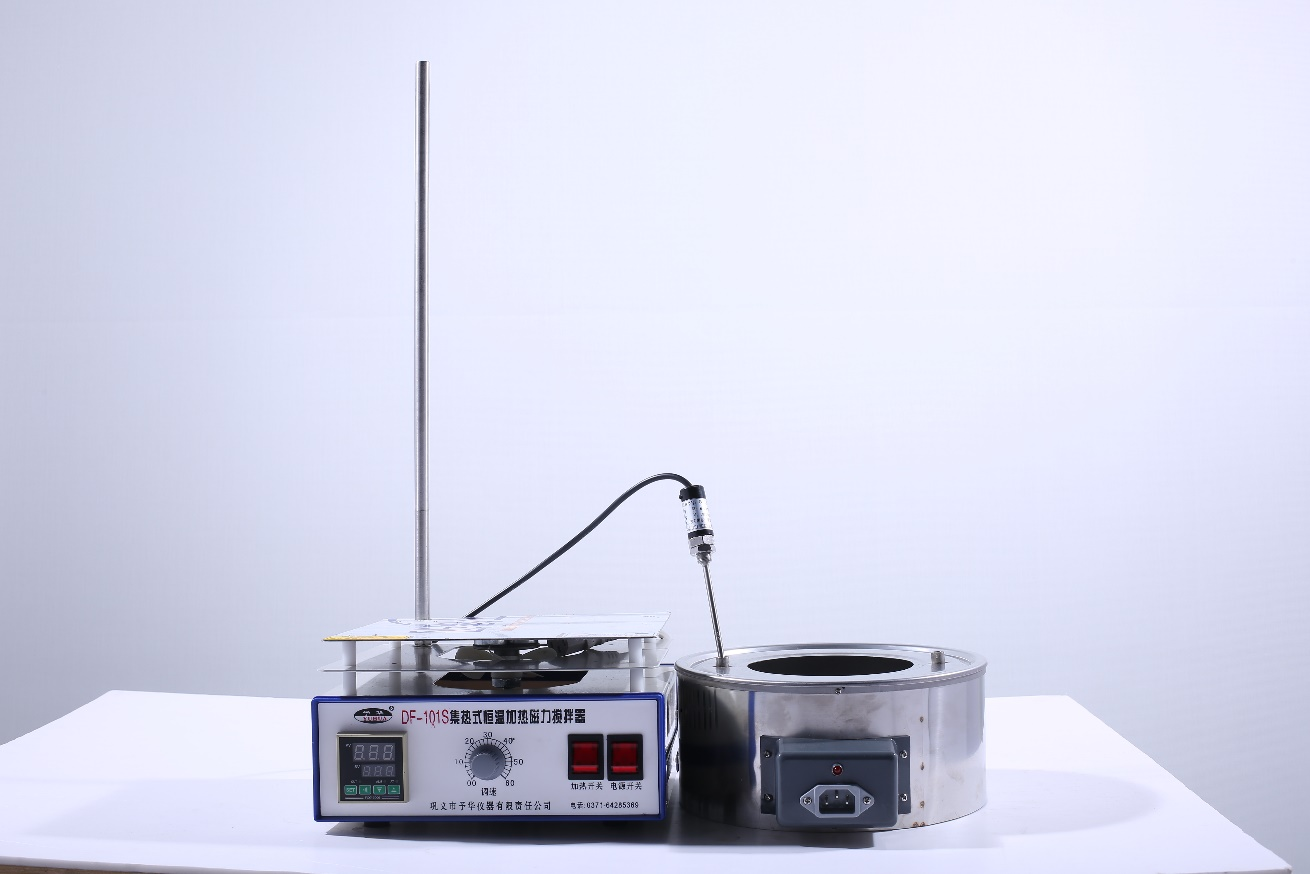 DF-101S集热式恒温加热磁力搅拌器
00 10 20 30 40 50 60
调速
加热开关 电源开关
巩义市予华仪器有限责任公司
电话:0371-64285369